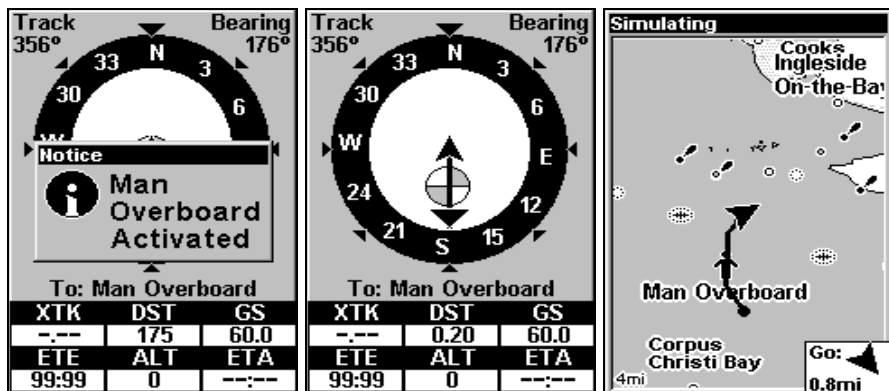 Track
Bearing
356º
176º
33
N
3
30
6
W
Notice
Man
Overboard
Activated
To: Man Overboard
XTK
DST
GS
-.--
175
60.0
ETE
ALT
ETA
99:99
0
--:--
Track
Bearing
356º
176º
33
N
3
30
6
W
E
24
12
21
S
15
To: Man Overboard
XTK
DST
GS
-.--
0.20
60.0
ETE
ALT
ETA
99:99
0
--:--
Simulating
Cooks
Ingleside
On-the-Bay
Man Overboard
Corpus
Christi Bay
4mi
Go:
0.8mi